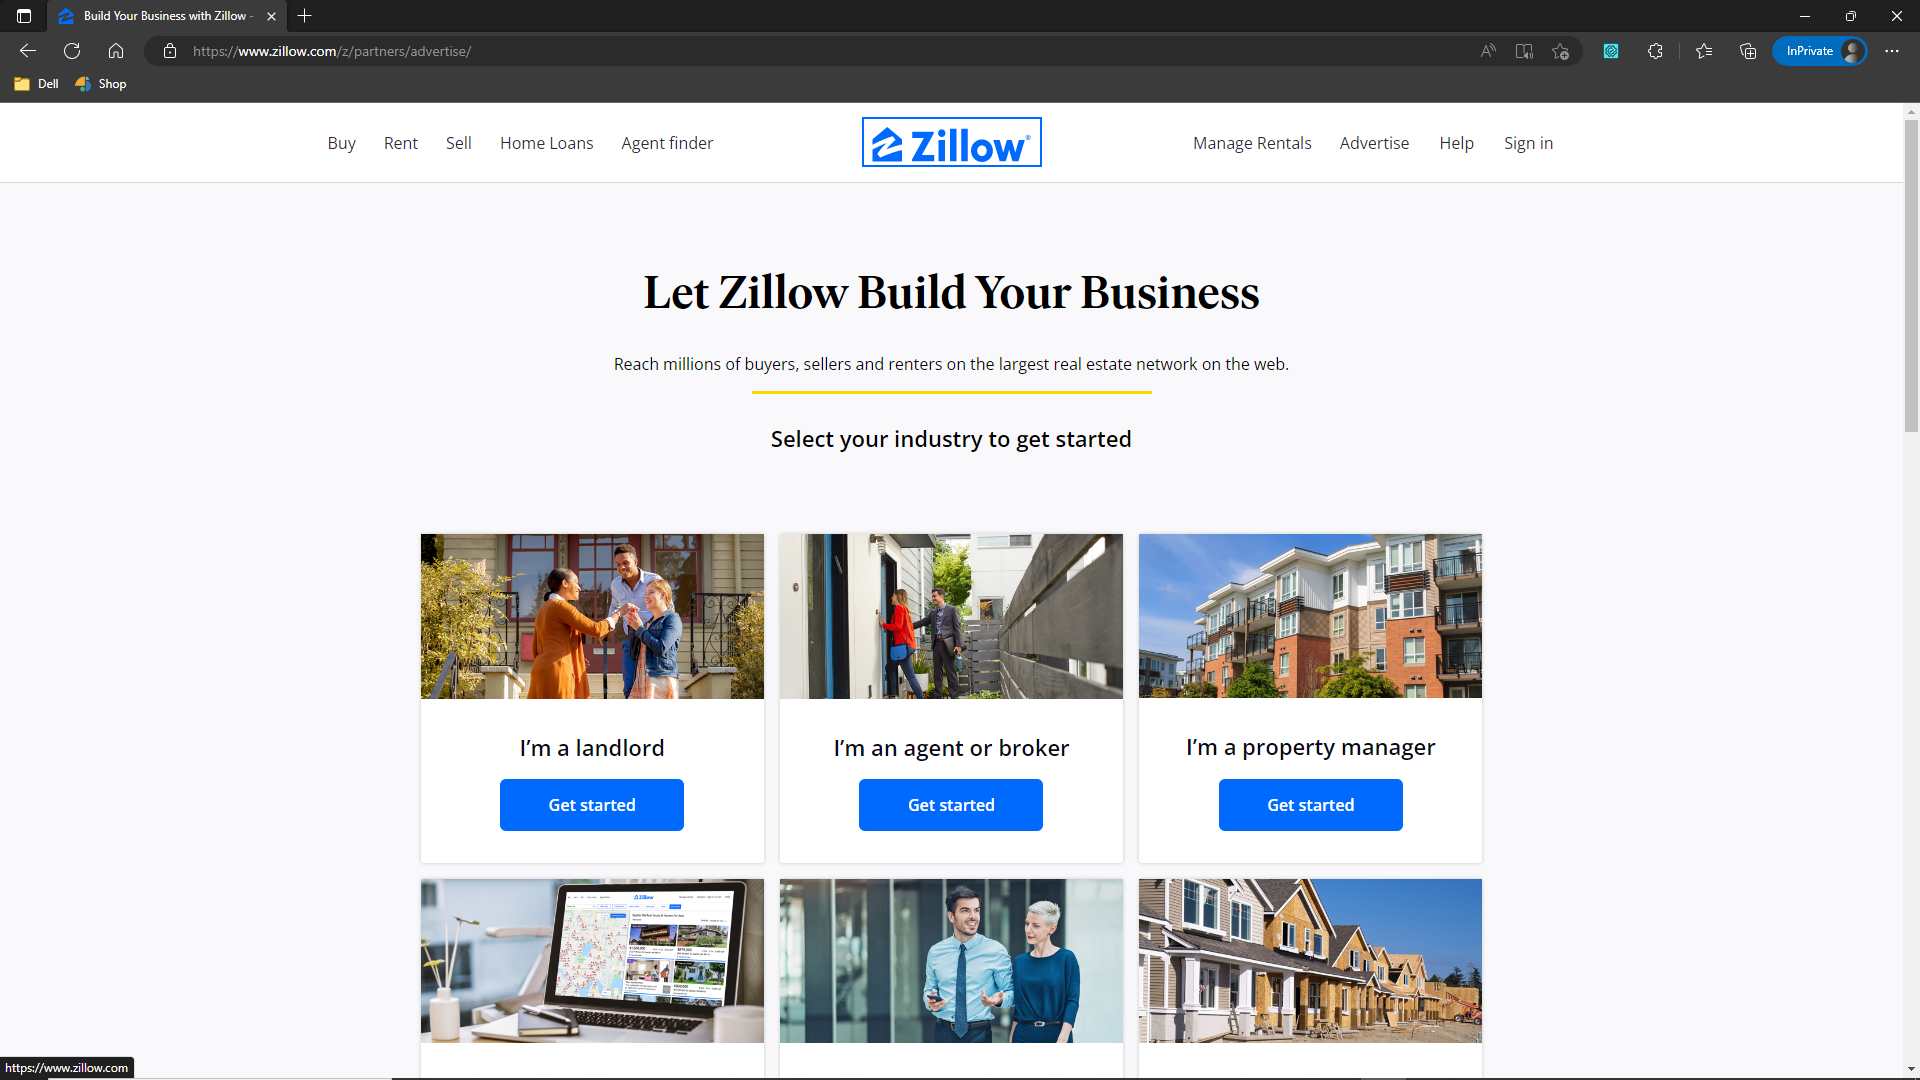 Build Your Business with Zillow -
https://www.zillow.com/z/partners/advertise/
InPrivate
Dell
Shop
Buy
Rent
Sell
Home Loans
Agent finder
Zillow®
Manage Rentals
Advertise
Help
Sign in
Let Zillow Build Your Business
Reach millions of buyers, sellers and renters on the largest real estate network on the web.
Select your industry to get started
I’m a landlord
I’m an agent or broker
I’m a property manager
Get started
Get started
Get started
Zillow
https://www.zillow.com